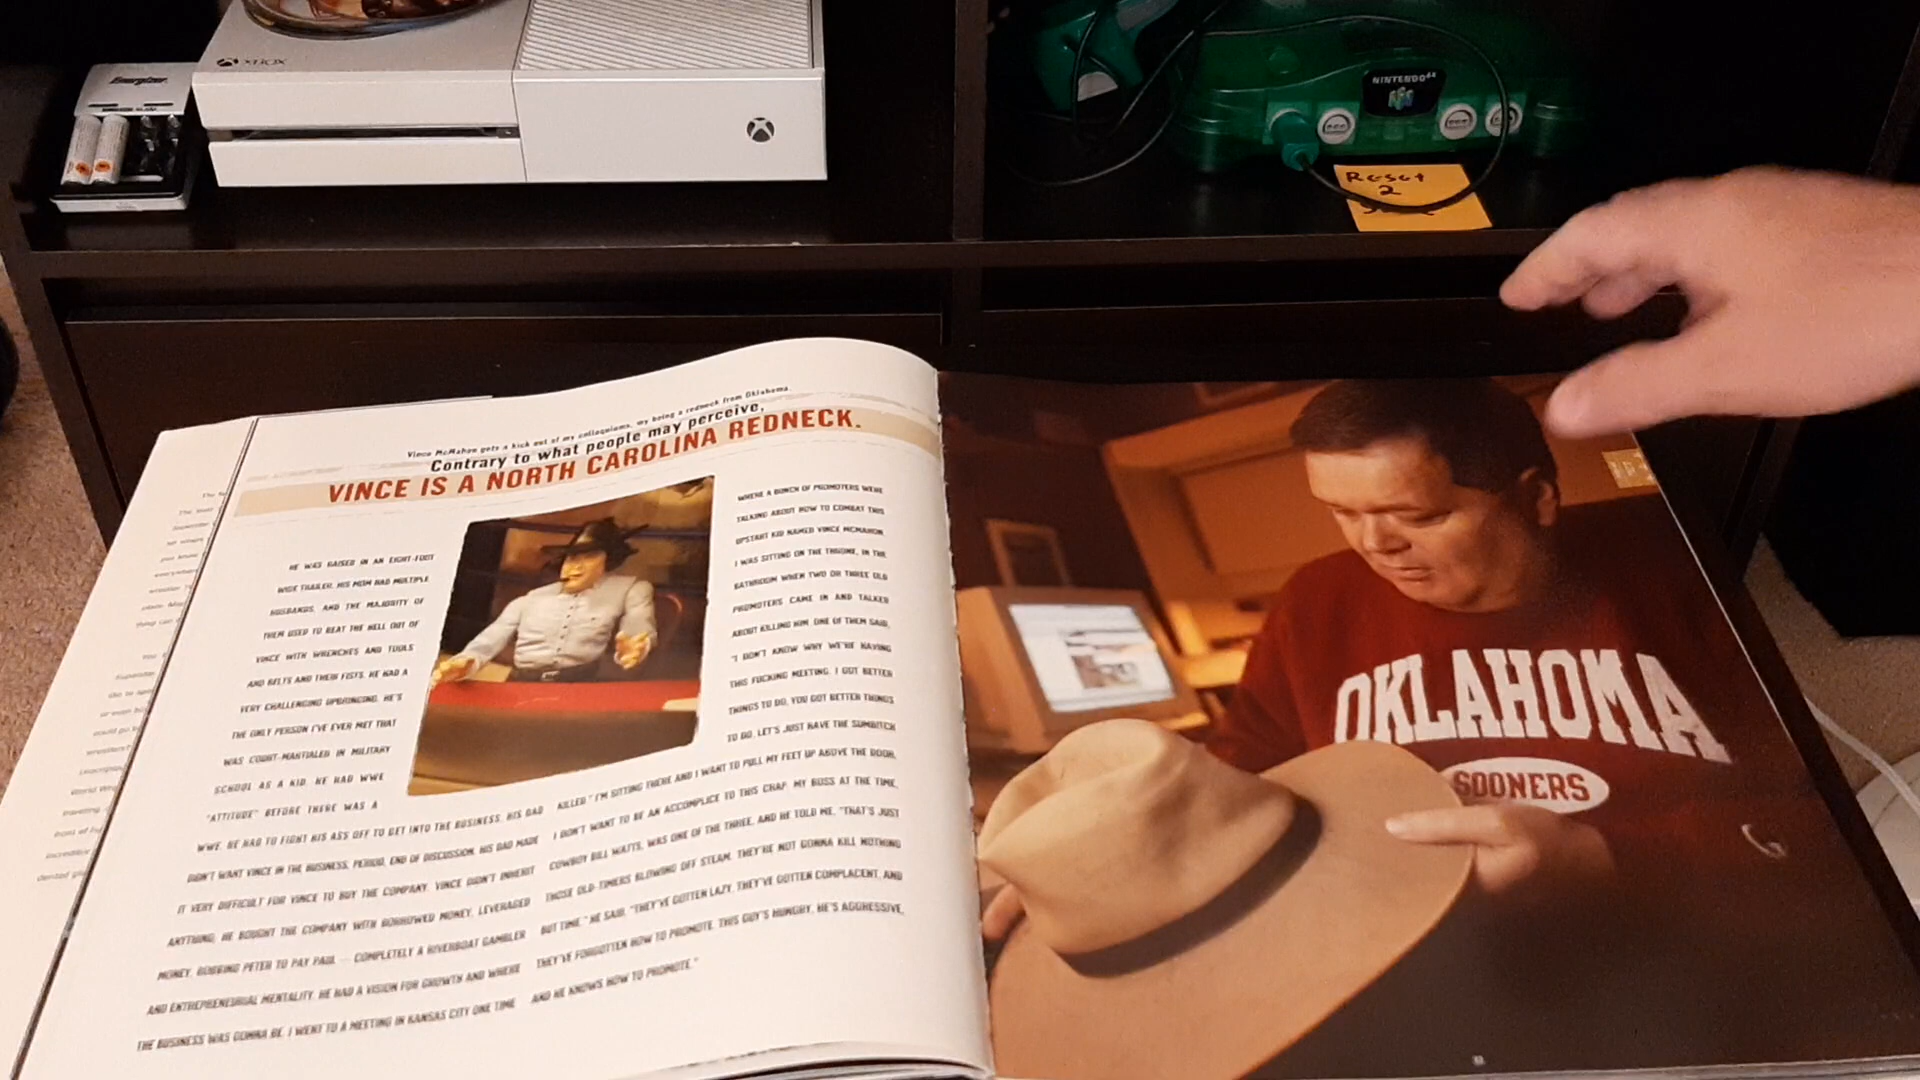 Energizer
XBOX
NINTENDO 64
Reset
2
Vince McMahon gets a kick out of my colloquisms, my being a redneck from Oklahoma.
Contrary to what people may perceive,
VINCE IS A NORTH CAROLINA REDNECK.
HE WAS RAISED IN AN EIGHT-FOOT
WIDE TRAILER. HIS MOM HAD MULTIPLE
HUSBANDS, AND THE MAJORITY OF
THEM USED TO BEAT THE HELL OUT OF
VINCE WITH WRENCHES AND TOOLS
AND BELTS AND THEIR FISTS. HE HAD A
VERY CHALLENGING UPBRINGING. HE'S
THE ONLY PERSON I'VE EVER MET THAT
WAS COURT-MARTIALED IN MILITARY
SCHOOL AS A KID. HE HAD WWE
"ATTITUDE" BEFORE THERE WAS A
WWE. HE HAD TO FIGHT HIS ASS OFF TO GET INTO THE BUSINESS. HIS DAD
DIDN'T WANT VINCE IN THE BUSINESS, PERIOD, END OF DISCUSSION. HIS DAD MADE
IT VERY DIFFICULT FOR VINCE TO BUY THE COMPANY. VINCE DIDN'T INHERIT
ANYTHING. HE BOUGHT THE COMPANY WITH BORROWED MONEY, LEVERAGED
MONEY, ROBBING PETER TO PAY PAUL — COMPLETELY A RIVERBOAT GAMBLER
AND ENTREPRENEURIAL MENTALITY. HE HAD A VISION FOR GROWTH AND WHERE
THE BUSINESS WAS GONNA BE. I WENT TO A MEETING IN KANSAS CITY ONE TIME
WHERE A BUNCH OF PROMOTERS WERE
TALKING ABOUT HOW TO COMBAT THIS
UPSTART KID NAMED VINCE MCMAHON.
I WAS SITTING ON THE THRONE, IN THE
BATHROOM WHEN TWO OR THREE OLD
PROMOTERS CAME IN AND TALKED
ABOUT KILLING HIM. ONE OF THEM SAID,
"I DON'T KNOW WHY WE'RE HAVING
THIS FUCKING MEETING. I GOT BETTER
THINGS TO DO. YOU GOT BETTER THINGS
TO DO. LET'S JUST HAVE THE SUMBITCH
KILLED." I'M SITTING THERE AND I WANT TO PULL MY FEET UP ABOVE THE DOOR.
I DON'T WANT TO BE AN ACCOMPLICE TO THIS CRAP. MY BOSS AT THE TIME,
COWBOY BILL WATTS, WAS ONE OF THE THREE, AND HE TOLD ME, "THAT'S JUST
THOSE OLD-TIMERS BLOWING OFF STEAM. THEY'RE NOT GONNA KILL NOTHING
BUT TIME." HE SAID, "THEY'VE GOTTEN LAZY, THEY'VE GOTTEN COMPLACENT, AND
THEY'VE FORGOTTEN HOW TO PROMOTE. THIS GUY'S HUNGRY, HE'S AGGRESSIVE,
AND HE KNOWS HOW TO PROMOTE."
OKLAHOMA
SOONERS